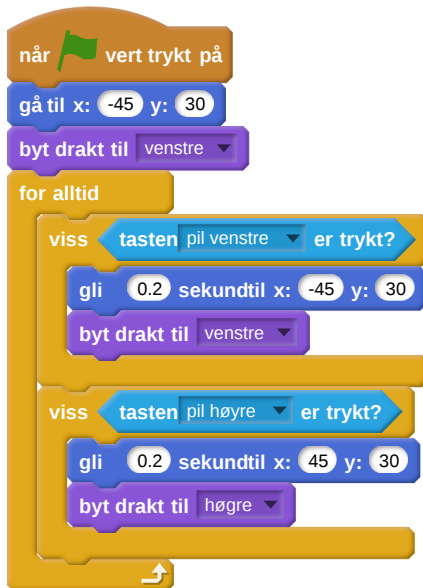 når vert trykt på
gå til x: -45 y: 30
byt drakt til venstre
for alltid
viss tasten pil venstre er trykt?
gli 0.2 sekundtil x: -45 y: 30
byt drakt til venstre
viss tasten pil høyre er trykt?
gli 0.2 sekundtil x: 45 y: 30
byt drakt til høgre